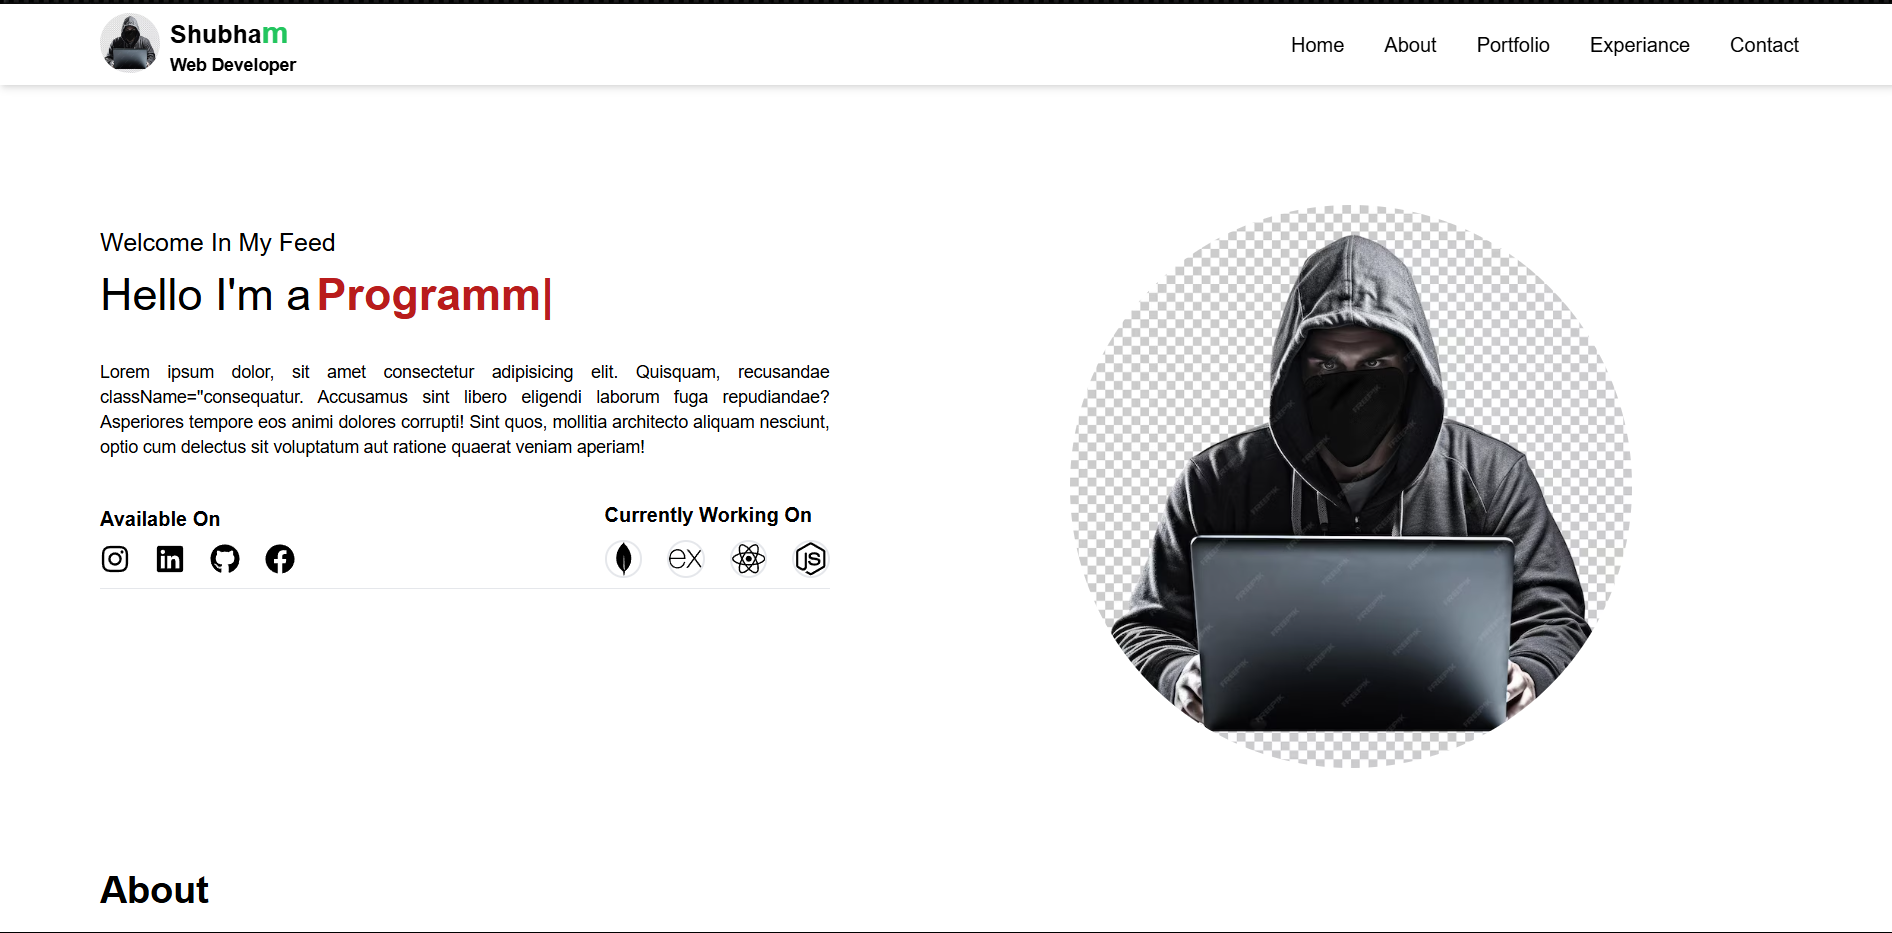 Shubham
Web Developer
Home About Portfolio Experiance Contact
Welcome In My Feed
Hello I'm a Programm|
Lorem ipsum dolor, sit amet consectetur adipisicing elit. Quisquam, recusandae
className="consequatur. Accusamus sint libero eligendi laborum fuga repudiandae?
Asperiores tempore eos animi dolores corrupti! Sint quos, mollitia architecto aliquam nesciunt,
optio cum delectus sit voluptatum aut ratione quaerat veniam aperiam!
Available On
in
Currently Working On
ex
JS
FREEPIK
About